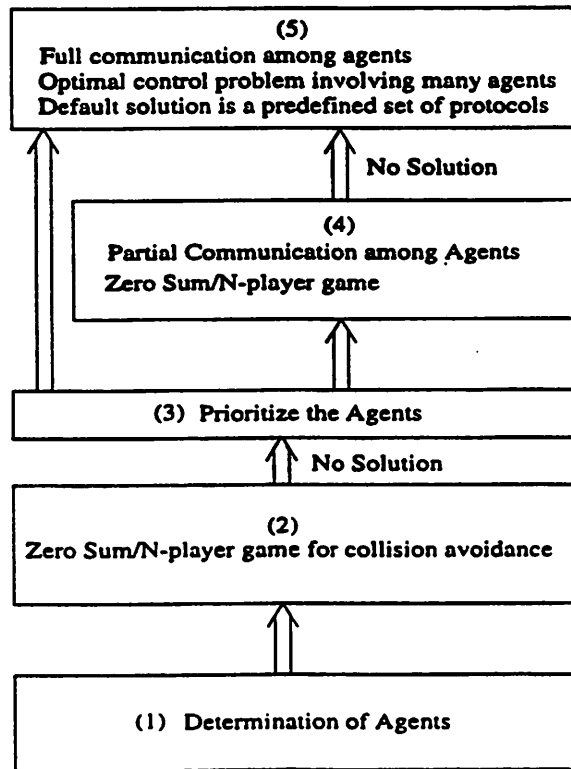 (5)
Full communication among agents
Optimal control problem involving many agents
Default solution is a predefined set of protocols
No Solution
(4)
Partial Communication among Agents
Zero Sum/N-player game
(3) Prioritize the Agents
No Solution
(2)
Zero Sum/N-player game for collision avoidance
(1) Determination of Agents